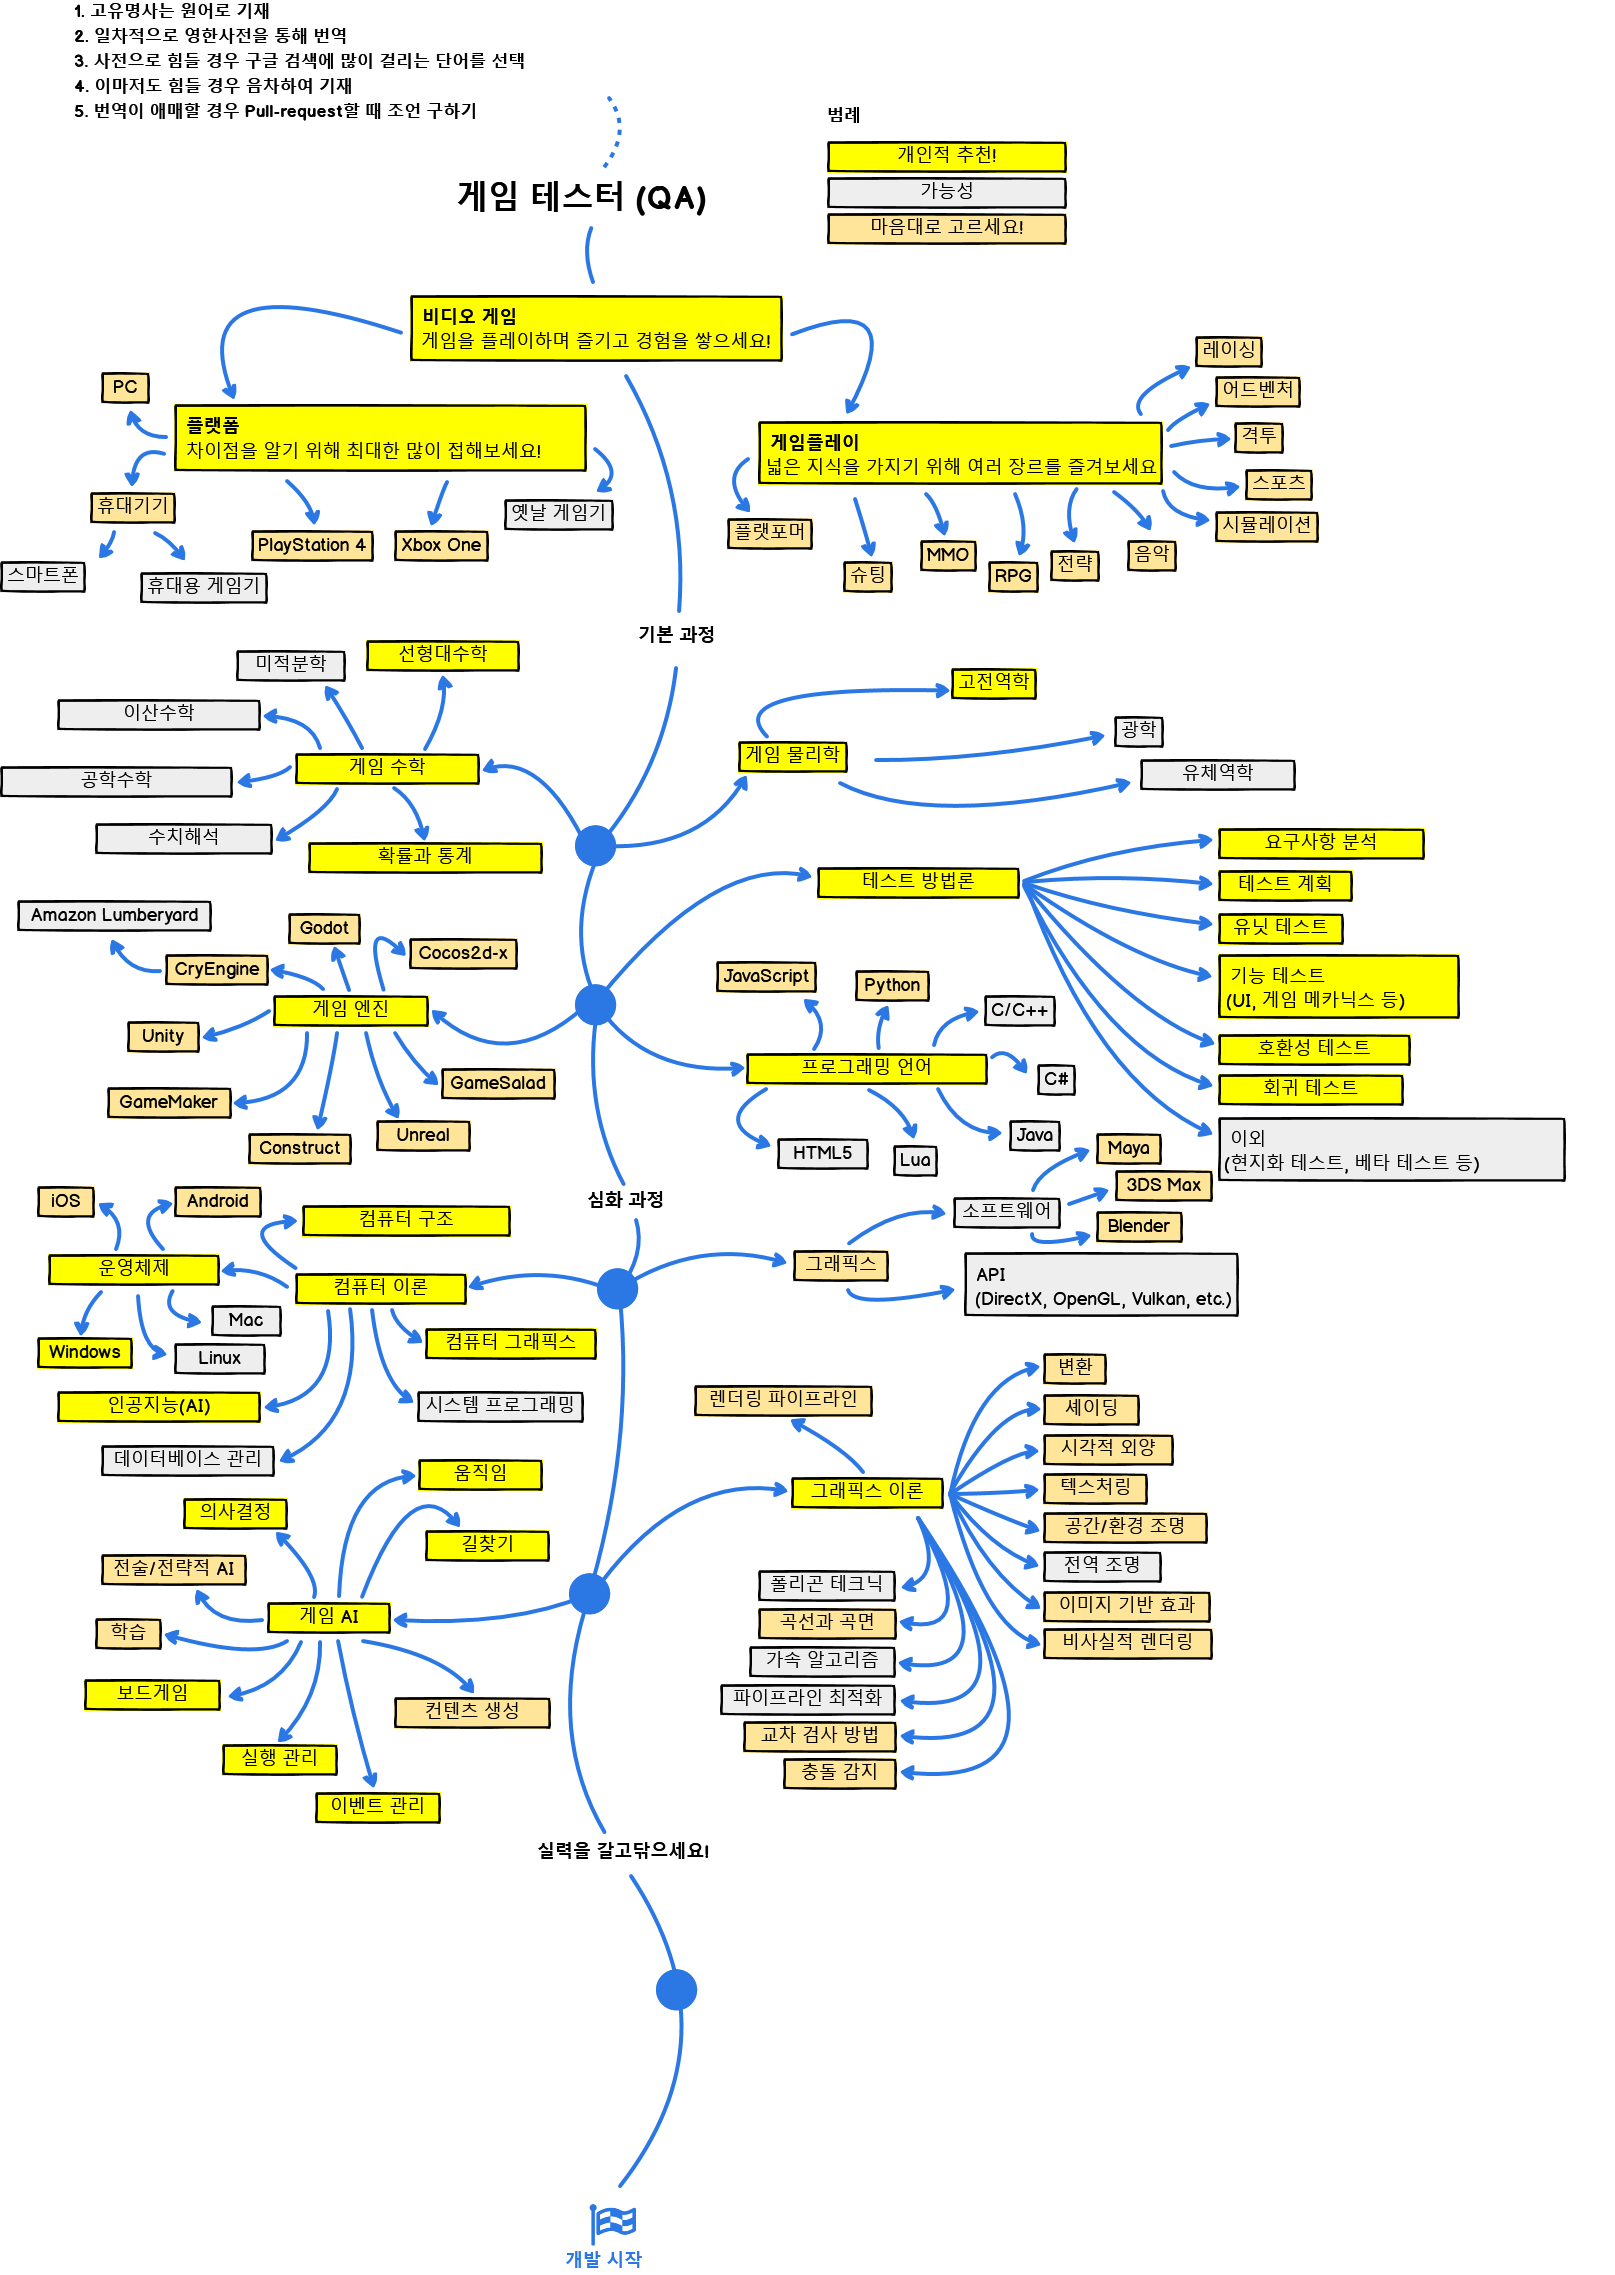 1. 고유명사는 원어로 기재
2. 일차적으로 영한사전을 통해 번역
3. 사전으로 힘들 경우 구글 검색에 많이 걸리는 단어를 선택
4. 이마저도 힘들 경우 음차하여 기재
5. 번역이 애매할 경우 Pull-request할 때 조언 구하기
범례
개인적 추천!
가능성
마음대로 고르세요!
게임 테스터 (QA)
비디오 게임
게임을 플레이하며 즐기고 경험을 쌓으세요!
플랫폼
차이점을 알기 위해 최대한 많이 접해보세요!
PC
휴대기기
스마트폰
휴대용 게임기
PlayStation 4
Xbox One
옛날 게임기
게임플레이
넓은 지식을 가지기 위해 여러 장르를 즐겨보세요
레이싱
어드벤처
격투
스포츠
시뮬레이션
플랫포머
슈팅
MMO
RPG
전략
음악
기본 과정
미적분학
선형대수학
이산수학
게임 수학
공학수학
수치해석
확률과 통계
고전역학
게임 물리학
광학
유체역학
테스트 방법론
요구사항 분석
테스트 계획
유닛 테스트
기능 테스트
(UI, 게임 메카닉스 등)
호환성 테스트
회귀 테스트
이외
(현지화 테스트, 베타 테스트 등)
Amazon Lumberyard
Godot
Cocos2d-x
CryEngine
게임 엔진
Unity
GameMaker
Construct
Unreal
GameSalad
JavaScript
Python
C/C++
프로그래밍 언어
C#
HTML5
Lua
Java
심화 과정
Maya
3DS Max
소프트웨어
Blender
그래픽스
API
(DirectX, OpenGL, Vulkan, etc.)
iOS
Android
컴퓨터 구조
운영체제
컴퓨터 이론
Mac
Windows
Linux
컴퓨터 그래픽스
인공지능(AI)
시스템 프로그래밍
데이터베이스 관리
렌더링 파이프라인
그래픽스 이론
변환
셰이딩
시각적 외양
텍스처링
공간/환경 조명
전역 조명
이미지 기반 효과
비사실적 렌더링
폴리곤 테크닉
곡선과 곡면
가속 알고리즘
파이프라인 최적화
교차 검사 방법
충돌 감지
움직임
의사결정
길찾기
전술/전략적 AI
게임 AI
학습
보드게임
컨텐츠 생성
실행 관리
이벤트 관리
실력을 갈고닦으세요!
개발 시작